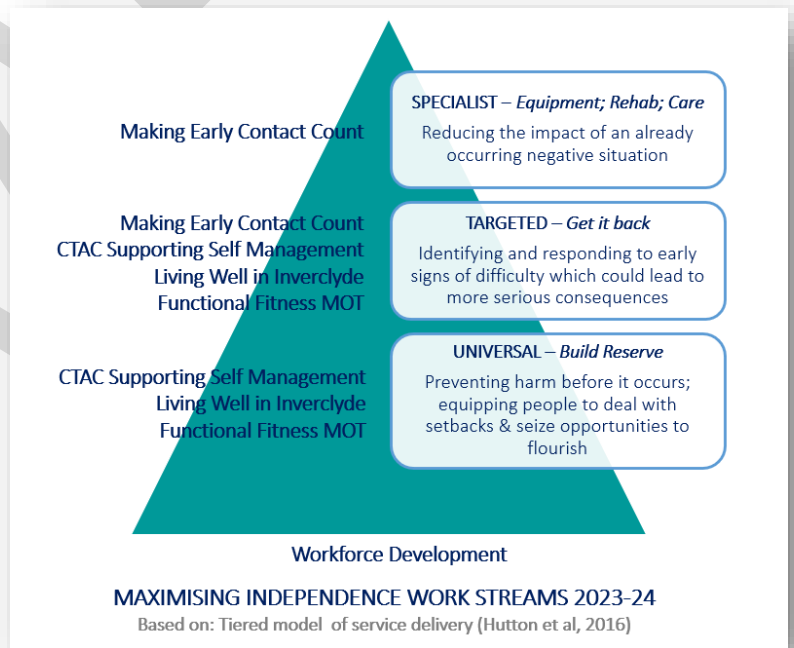 SPECIALIST – Equipment; Rehab; Care
Making Early Contact Count
Reducing the impact of an already
occurring negative situation
Making Early Contact Count
CTAC Supporting Self Management
Living Well in Inverclyde
Functional Fitness MOT
TARGETED – Get it back
Identifying and responding to early
signs of difficulty which could lead to
more serious consequences
CTAC Supporting Self Management
Living Well in Inverclyde
Functional Fitness MOT
UNIVERSAL – Build Reserve
Preventing harm before it occurs;
equipping people to deal with
setbacks & seize opportunities to
flourish
Workforce Development
MAXIMISING INDEPENDENCE WORK STREAMS 2023-24
Based on: Tiered model of service delivery (Hutton et al, 2016)